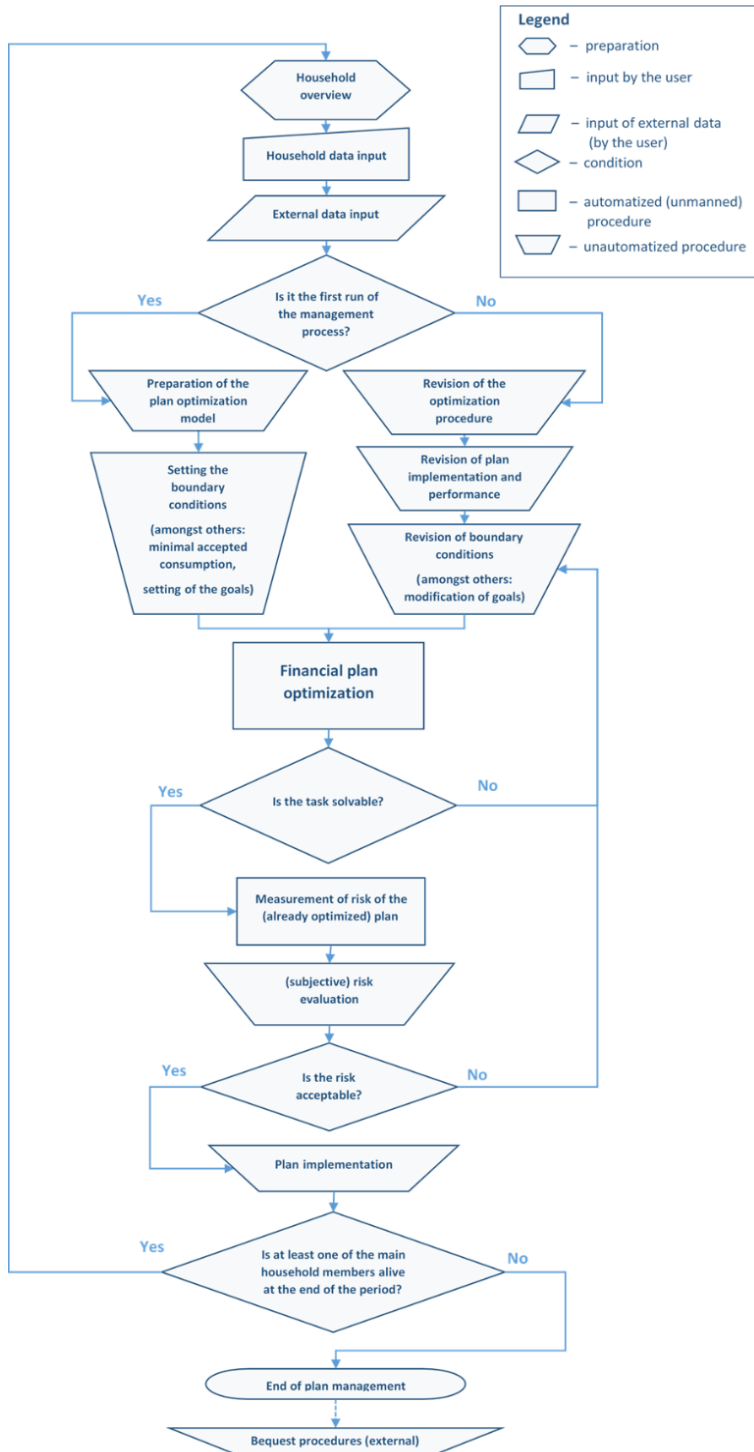 Legend
– preparation
– input by the user
– input of external data
(by the user)
– condition
– automatized (unmanned)
procedure
– unautomatized procedure
Household
overview
Household data input
External data input
Is it the first run of
the management
process?
Yes
No
Preparation of the
plan optimization
model
Revision of the
optimization
procedure
Setting the
boundary
conditions
(amongst others:
minimal accepted
consumption,
setting of the goals)
Revision of plan
implementation and
performance
Revision of boundary
conditions
(amongst others:
modification of goals)
Financial plan
optimization
Is the task solvable?
Yes
No
Measurement of risk of the
(already optimized) plan
(subjective) risk
evaluation
Is the risk
acceptable?
Yes
No
Plan implementation
Is at least one of the main
household members alive
at the end of the period?
Yes
No
End of plan management
Bequest procedures (external)